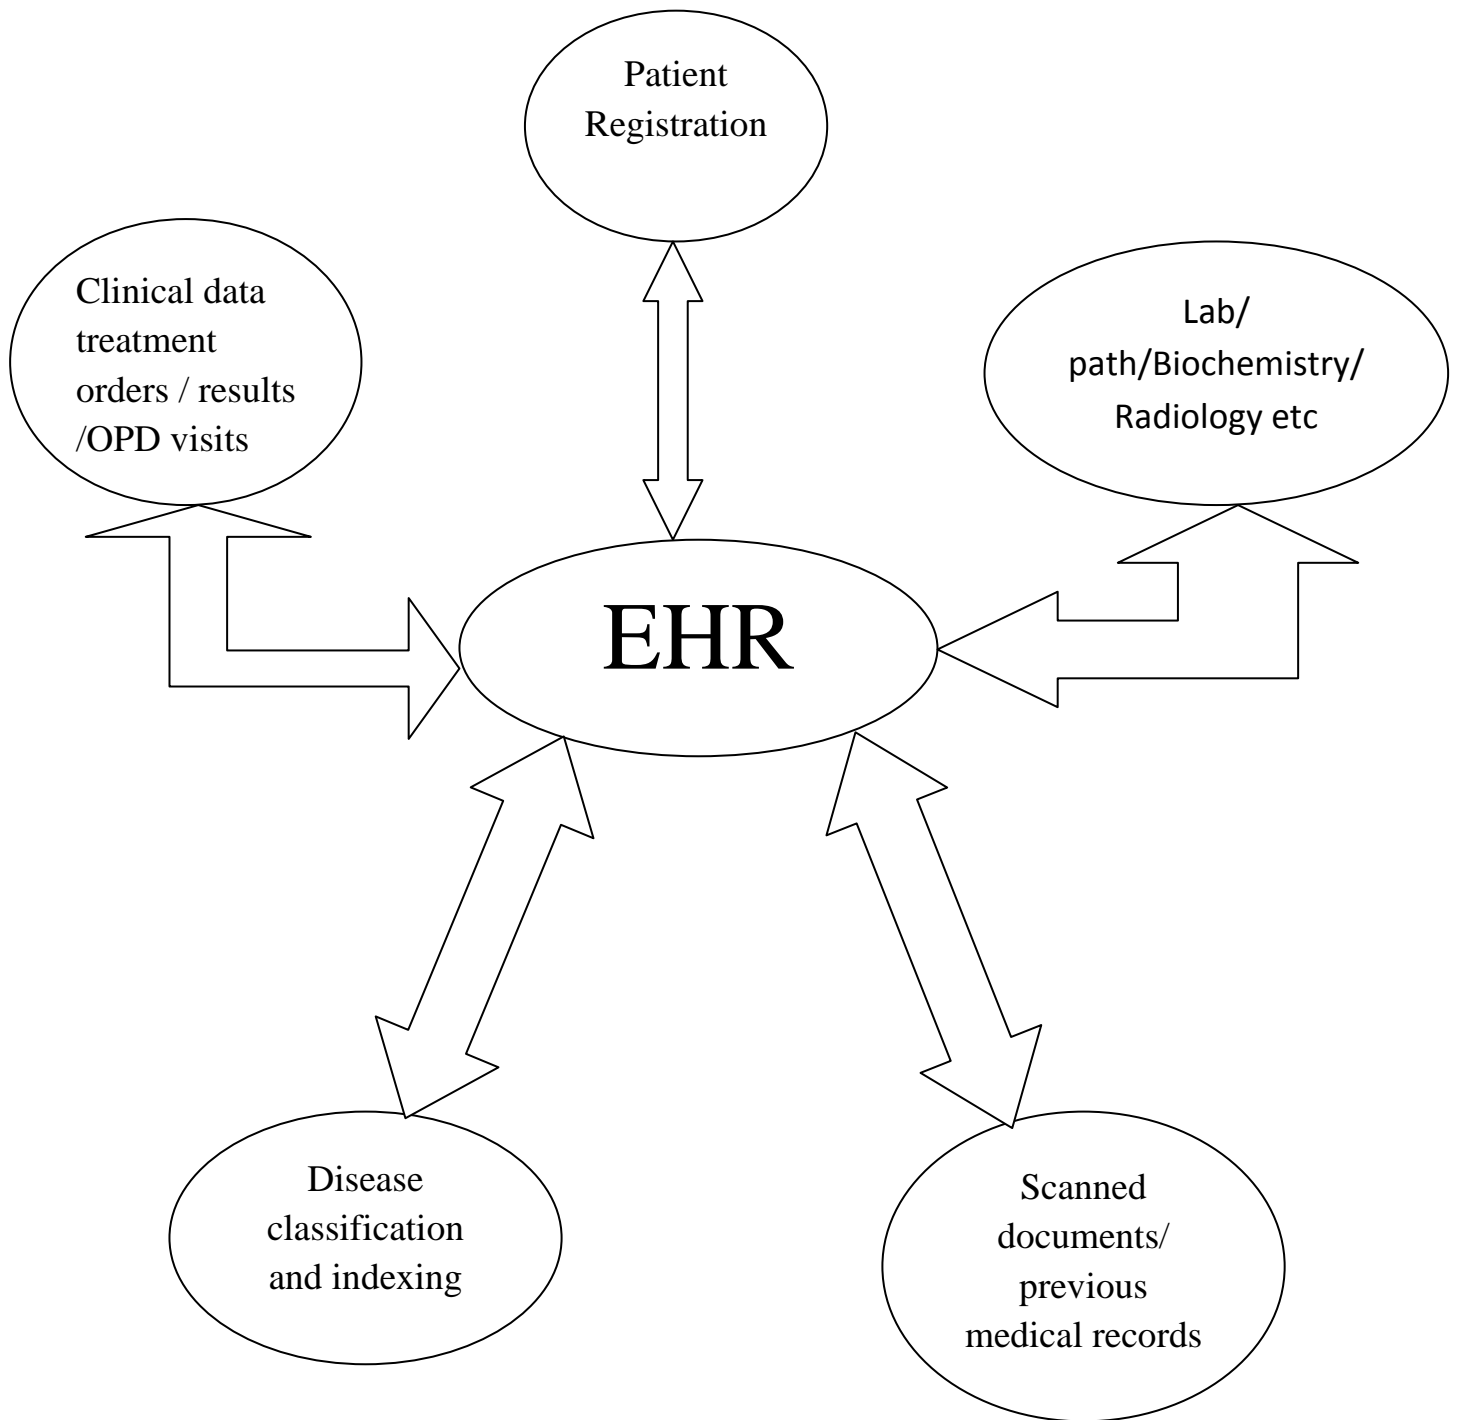 Patient
Registration
Clinical data
treatment
orders / results
/OPD visits
Lab/
path/Biochemistry/
Radiology etc
EHR
Disease
classification
and indexing
Scanned
documents/
previous
medical records